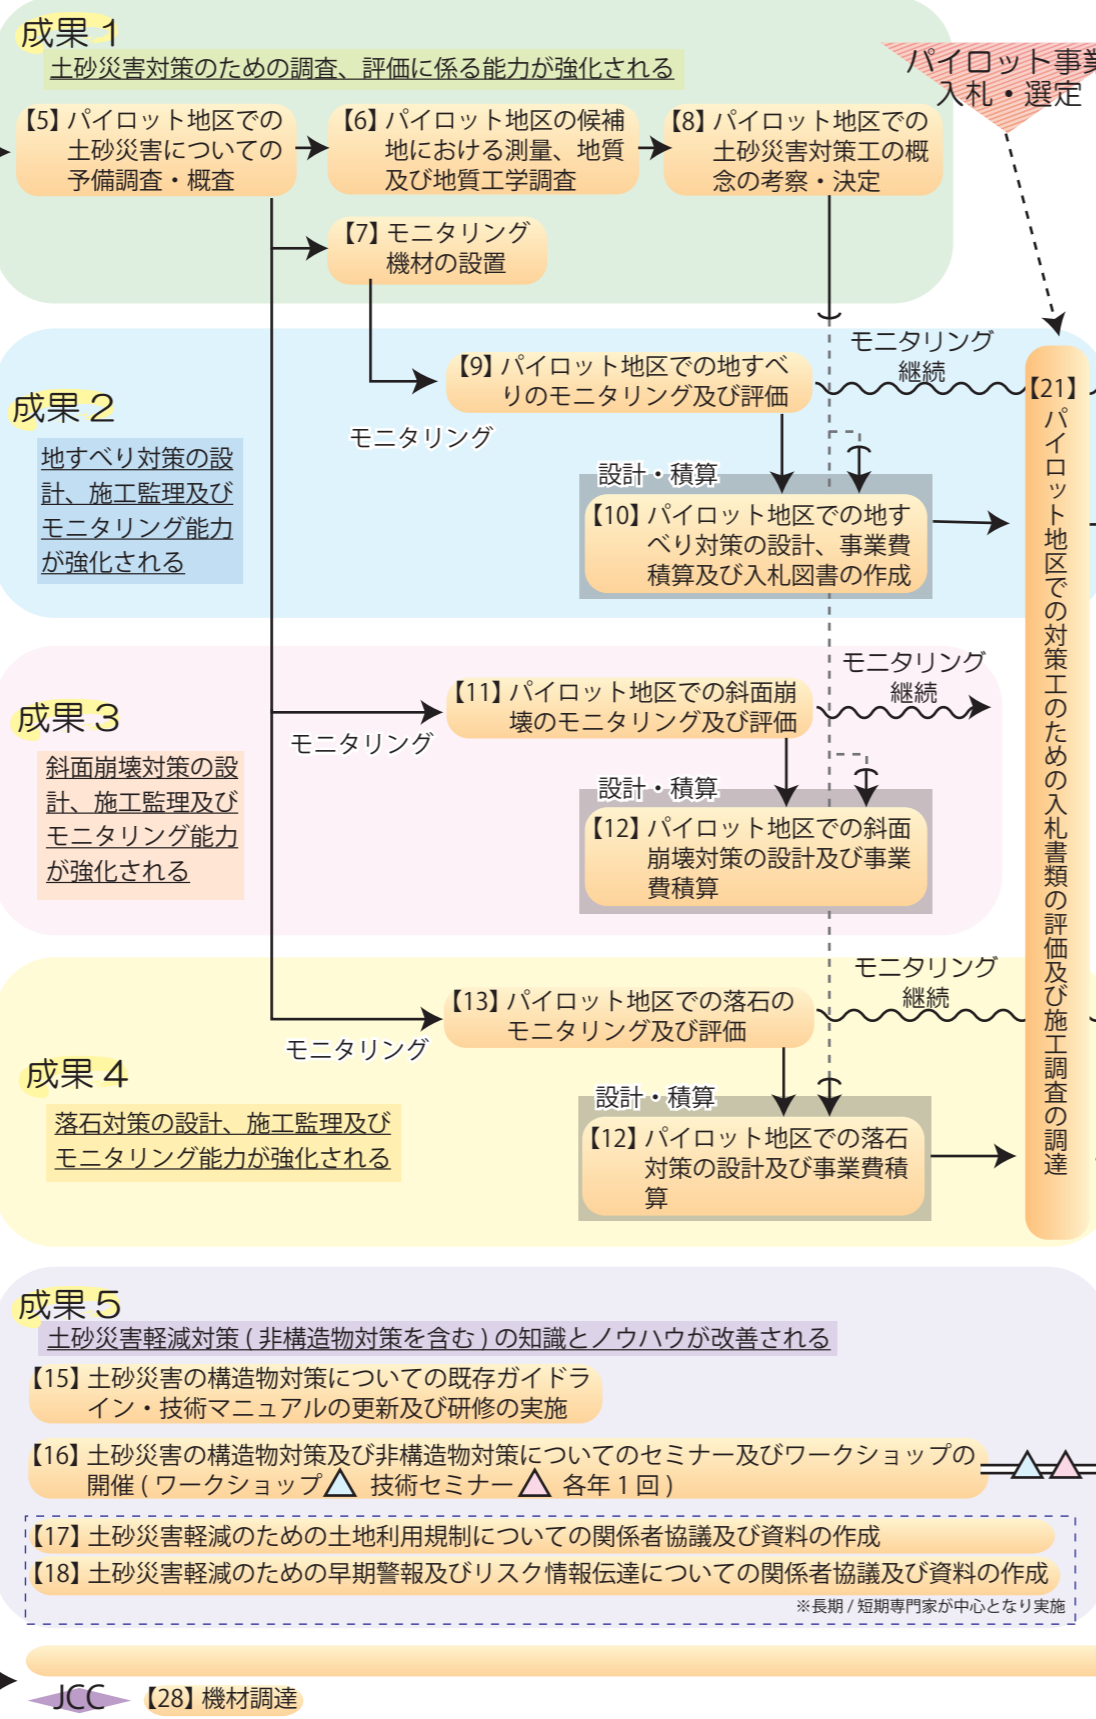 成果 1
土砂災害対策のための調査、評価に係る能力が強化される
パイロット事業
入札・選定
【5】パイロット地区での
土砂災害についての
予備調査・概査
【6】パイロット地区の候補
地における測量、地質
及び地質工学調査
【8】パイロット地区での
土砂災害対策工の概
念の考察・決定
【7】モニタリング
機材の設置
成果 2
地すべり対策の設
計、施工監理及び
モニタリング能力
が強化される
モニタリング
【9】パイロット地区での地すべ
りのモニタリング及び評価
モニタリング
継続
設計・積算
【10】パイロット地区での地す
べり対策の設計、事業費
積算及び入札図書の作成
【21】
パイロット地区での対策工のための入札書類の評価及び施工調査の調達
成果 3
斜面崩壊対策の設
計、施工監理及び
モニタリング能力
が強化される
モニタリング
【11】パイロット地区での斜面崩
壊のモニタリング及び評価
モニタリング
継続
設計・積算
【12】パイロット地区での斜面
崩壊対策の設計及び事業
費積算
成果 4
落石対策の設計、施工監理及び
モニタリング能力が強化される
モニタリング
【13】パイロット地区での落石の
モニタリング及び評価
モニタリング
継続
設計・積算
【12】パイロット地区での落石
対策の設計及び事業費積
算
成果 5
土砂災害軽減対策 ( 非構造物対策を含む ) の知識とノウハウが改善される
【15】土砂災害の構造物対策についての既存ガイドラ
イン・技術マニュアルの更新及び研修の実施
【16】土砂災害の構造物対策及び非構造物対策についてのセミナー及びワークショップの
開催 ( ワークショップ 技術セミナー 各年 1 回 )
【17】土砂災害軽減のための土地利用規制についての関係者協議及び資料の作成
【18】土砂災害軽減のための早期警報及びリスク情報伝達についての関係者協議及び資料の作成
※長期 / 短期専門家が中心となり実施
JCC
【28】機材調達